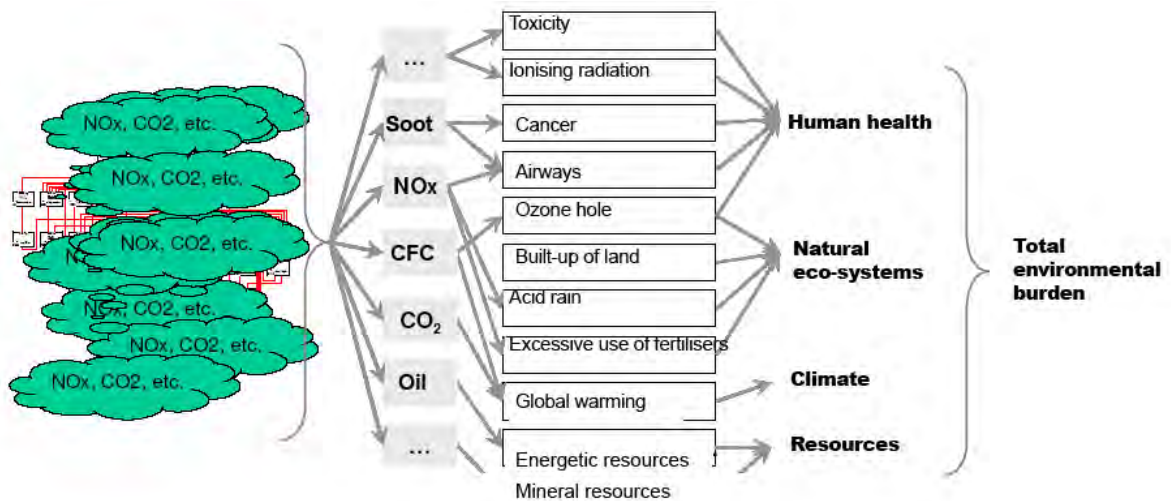 NOx, CO2, etc.
NOx, CO2, etc.
NOx, CO2, etc.
NOx, CO2, etc.
NOx, CO2, etc.
NOx, CO2, etc.
...
Soot
NOx
CFC
CO₂
Oil
...
Toxicity
Ionising radiation
Cancer
Airways
Ozone hole
Built-up of land
Acid rain
Excessive use of fertilisers
Global warming
Energetic resources
Mineral resources
Human health
Natural
eco-systems
Climate
Resources
Total
environmental
burden